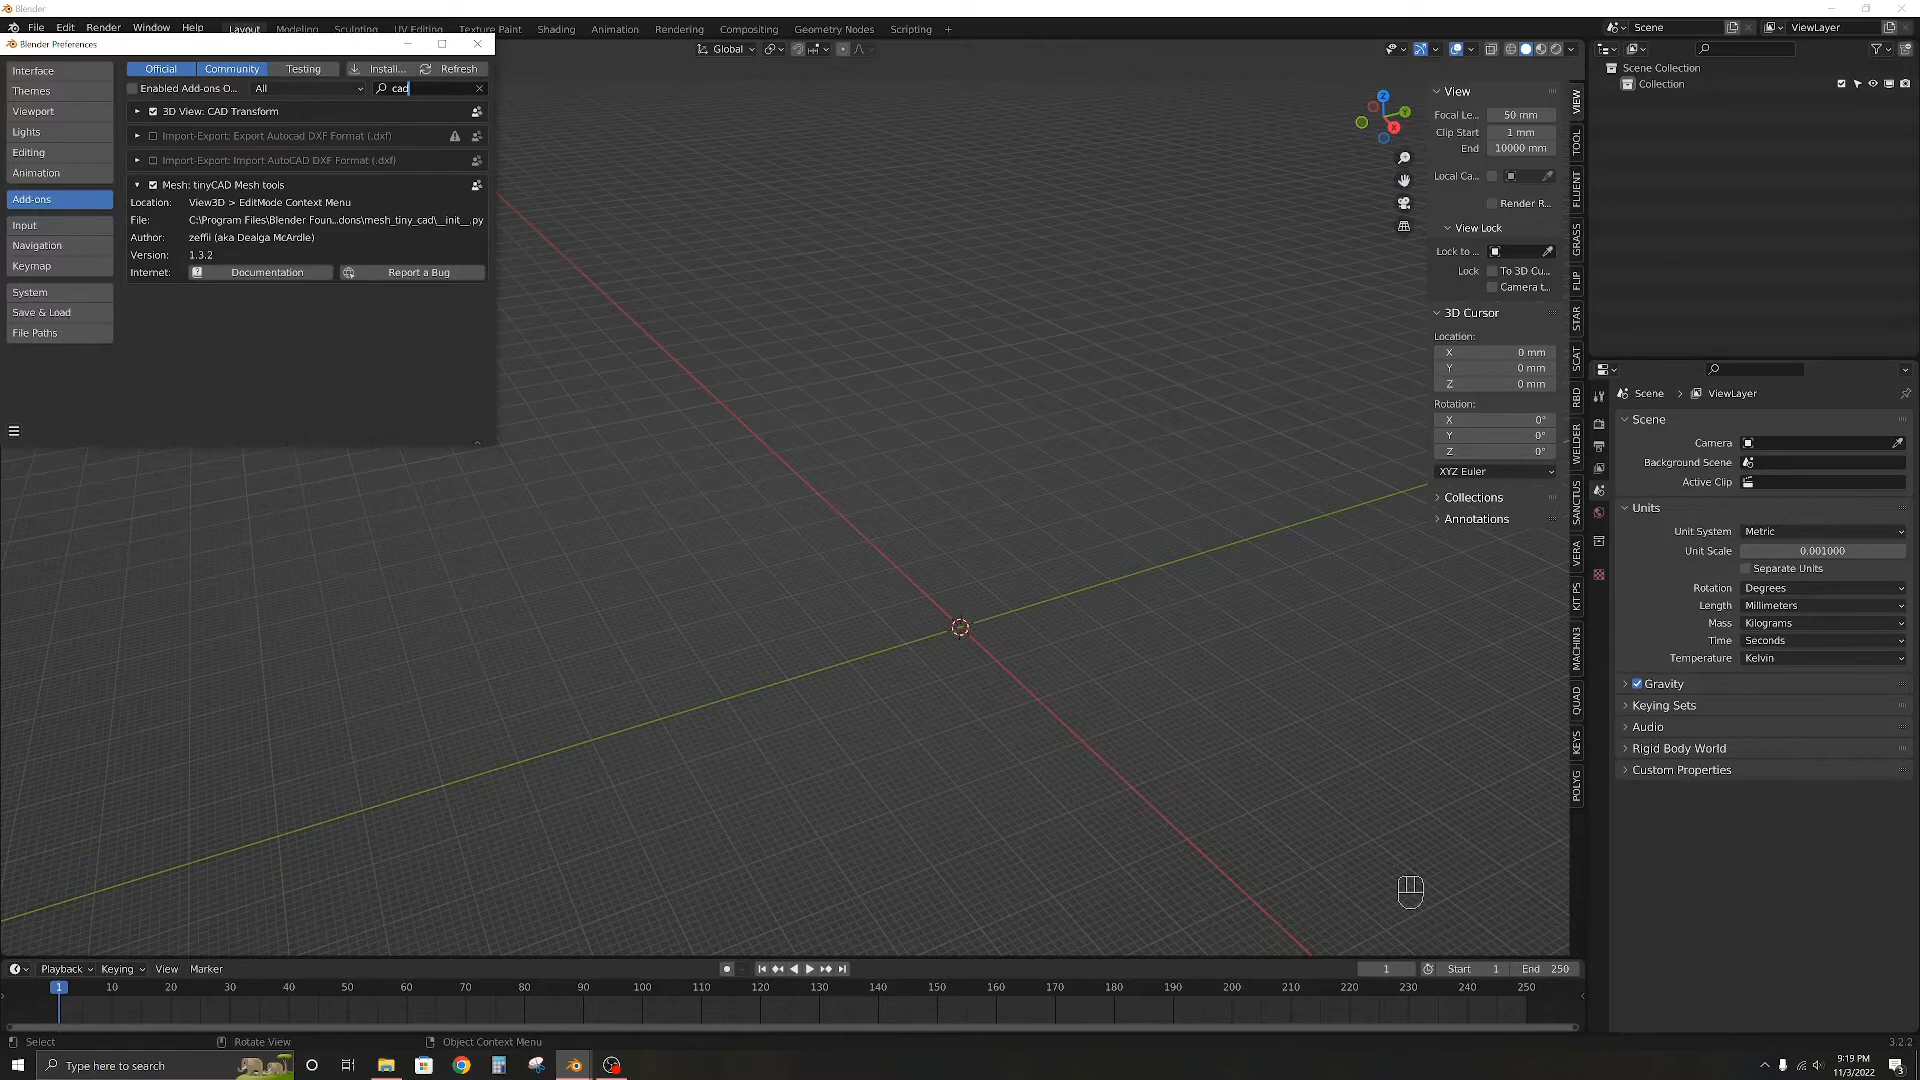 Blender
File Edit Render Window Help Layout Modeling Sculpting UV Editing Texture Paint Shading Animation Rendering Compositing Geometry Nodes Scripting + Scene ViewLayer
Blender Preferences
Global
Interface
Themes
Viewport
Lights
Editing
Animation
Add-ons
Input
Navigation
Keymap
System
Save & Load
File Paths
Official Community Testing Install... Refresh
Enabled Add-ons O... All cad
3D View: CAD Transform
Import-Export: Export Autocad DXF Format (.dxf)
Import-Export: Import AutoCAD DXF Format (.dxf)
Mesh: tinyCAD Mesh tools
Location: View3D > EditMode Context Menu
File: C:\Program Files\Blender Foun...dons\mesh_tiny_cad\__init__.py
Author: zeffii (aka Dealga McArdle)
Version: 1.3.2
Internet: Documentation Report a Bug
Z
Y
X
View
Focal Le... 50 mm
Clip Start 1 mm
End 10000 mm
Local Ca...
Render R...
View Lock
Lock to ...
Lock To 3D Cu...
Camera t...
3D Cursor
Location:
X 0 mm
Y 0 mm
Z 0 mm
Rotation:
X 0°
Y 0°
Z 0°
XYZ Euler
Collections
Annotations
VIEW
TOOL
FLUENT
GRASS
FLIP
STAR
SCAT
RBD
WELDER
SANCTUS
VERA
KIT PS
MACHIN3
QUAD
KEYS
POLYG
Scene Collection
Collection
Scene > ViewLayer
Scene
Camera
Background Scene
Active Clip
Units
Unit System Metric
Unit Scale 0.001000
Separate Units
Rotation Degrees
Length Millimeters
Mass Kilograms
Time Seconds
Temperature Kelvin
Gravity
Keying Sets
Audio
Rigid Body World
Custom Properties
Playback Keying View Marker 1 Start 1 End 250
1 10 20 30 40 50 60 70 80 90 100 110 120 130 140 150 160 170 180 190 200 210 220 230 240 250
Select Rotate View Object Context Menu 3.2.2
Type here to search
9:19 PM
11/3/2022
3